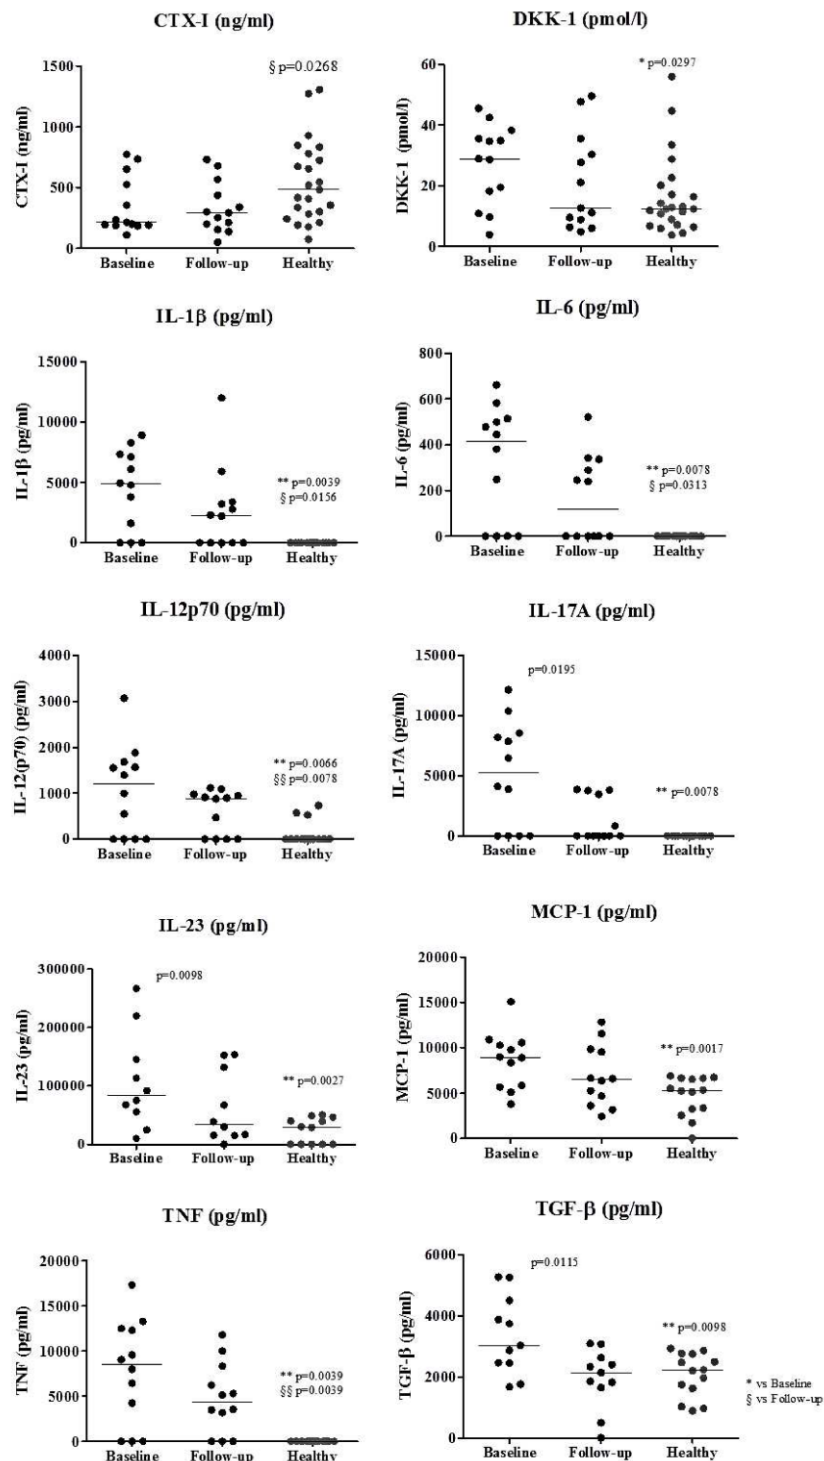 CTX-I (ng/ml)
§ p=0.0268
CTX-I (ng/ml)
1500
1000
500
0
Baseline Follow-up Healthy
DKK-1 (pmol/l)
* p=0.0297
DKK-1 (pmol/l)
60
40
20
0
Baseline Follow-up Healthy
IL-1β (pg/ml)
IL-1β (pg/ml)
15000
10000
5000
0
** p=0.0039
§ p=0.0156
Baseline Follow-up Healthy
IL-6 (pg/ml)
IL-6 (pg/ml)
800
600
400
200
0
** p=0.0078
§ p=0.0313
Baseline Follow-up Healthy
IL-12p70 (pg/ml)
IL-12(p70) (pg/ml)
4000
3000
2000
1000
0
** p=0.0066
§§ p=0.0078
Baseline Follow-up Healthy
IL-17A (pg/ml)
IL-17A (pg/ml)
15000
10000
5000
0
p=0.0195
** p=0.0078
Baseline Follow-up Healthy
IL-23 (pg/ml)
IL-23 (pg/ml)
300000
200000
100000
0
p=0.0098
** p=0.0027
Baseline Follow-up Healthy
MCP-1 (pg/ml)
MCP-1 (pg/ml)
20000
15000
10000
5000
0
** p=0.0017
Baseline Follow-up Healthy
TNF (pg/ml)
TNF (pg/ml)
20000
15000
10000
5000
0
** p=0.0039
§§ p=0.0039
Baseline Follow-up Healthy
TGF-β (pg/ml)
TGF-β (pg/ml)
6000
4000
2000
0
p=0.0115
** p=0.0098
Baseline Follow-up Healthy
* vs Baseline
§ vs Follow-up